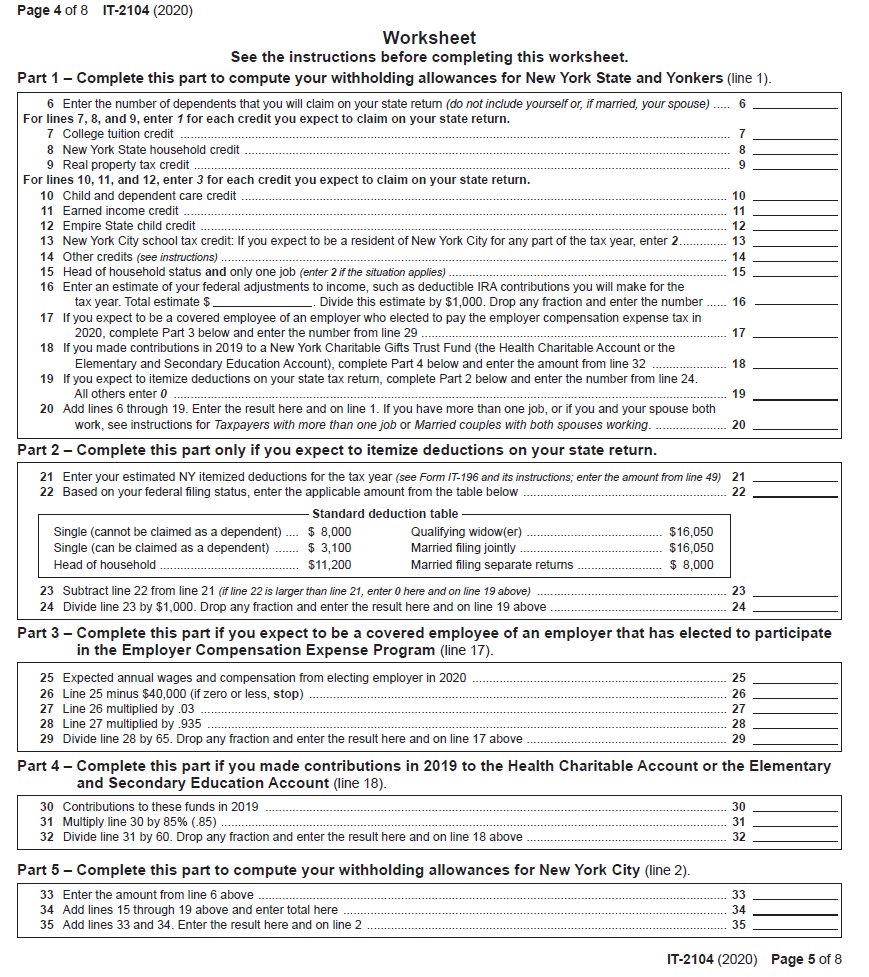 Page 4 of 8 IT-2104 (2020)
Worksheet
See the instructions before completing this worksheet.
Part 1 – Complete this part to compute your withholding allowances for New York State and Yonkers (line 1).
6 Enter the number of dependents that you will claim on your state return (do not include yourself or, if married, your spouse) ..... 6
For lines 7, 8, and 9, enter 1 for each credit you expect to claim on your state return.
7 College tuition credit ..... 7
8 New York State household credit ..... 8
9 Real property tax credit ..... 9
For lines 10, 11, and 12, enter 3 for each credit you expect to claim on your state return.
10 Child and dependent care credit ..... 10
11 Earned income credit ..... 11
12 Empire State child credit ..... 12
13 New York City school tax credit: If you expect to be a resident of New York City for any part of the tax year, enter 2 ..... 13
14 Other credits (see instructions) ..... 14
15 Head of household status and only one job (enter 2 if the situation applies) ..... 15
16 Enter an estimate of your federal adjustments to income, such as deductible IRA contributions you will make for the
tax year. Total estimate $ ______________. Divide this estimate by $1,000. Drop any fraction and enter the number ...... 16
17 If you expect to be a covered employee of an employer who elected to pay the employer compensation expense tax in
2020, complete Part 3 below and enter the number from line 29 ..... 17
18 If you made contributions in 2019 to a New York Charitable Gifts Trust Fund (the Health Charitable Account or the
Elementary and Secondary Education Account), complete Part 4 below and enter the amount from line 32 ..... 18
19 If you expect to itemize deductions on your state tax return, complete Part 2 below and enter the number from line 24.
All others enter 0 ..... 19
20 Add lines 6 through 19. Enter the result here and on line 1. If you have more than one job, or if you and your spouse both
work, see instructions for Taxpayers with more than one job or Married couples with both spouses working. ..... 20
Part 2 – Complete this part only if you expect to itemize deductions on your state return.
21 Enter your estimated NY itemized deductions for the tax year (see Form IT-196 and its instructions; enter the amount from line 49) 21
22 Based on your federal filing status, enter the applicable amount from the table below ..... 22
Standard deduction table
Single (cannot be claimed as a dependent) .... $ 8,000 Qualifying widow(er) ..... $16,050
Single (can be claimed as a dependent) ....... $ 3,100 Married filing jointly ..... $16,050
Head of household ..... $11,200 Married filing separate returns ..... $ 8,000
23 Subtract line 22 from line 21 (if line 22 is larger than line 21, enter 0 here and on line 19 above) ..... 23
24 Divide line 23 by $1,000. Drop any fraction and enter the result here and on line 19 above ..... 24
Part 3 – Complete this part if you expect to be a covered employee of an employer that has elected to participate
in the Employer Compensation Expense Program (line 17).
25 Expected annual wages and compensation from electing employer in 2020 ..... 25
26 Line 25 minus $40,000 (if zero or less, stop) ..... 26
27 Line 26 multiplied by .03 ..... 27
28 Line 27 multiplied by .935 ..... 28
29 Divide line 28 by 65. Drop any fraction and enter the result here and on line 17 above ..... 29
Part 4 – Complete this part if you made contributions in 2019 to the Health Charitable Account or the Elementary
and Secondary Education Account (line 18).
30 Contributions to these funds in 2019 ..... 30
31 Multiply line 30 by 85% (.85) ..... 31
32 Divide line 31 by 60. Drop any fraction and enter the result here and on line 18 above ..... 32
Part 5 – Complete this part to compute your withholding allowances for New York City (line 2).
33 Enter the amount from line 6 above ..... 33
34 Add lines 15 through 19 above and enter total here ..... 34
35 Add lines 33 and 34. Enter the result here and on line 2 ..... 35
IT-2104 (2020) Page 5 of 8